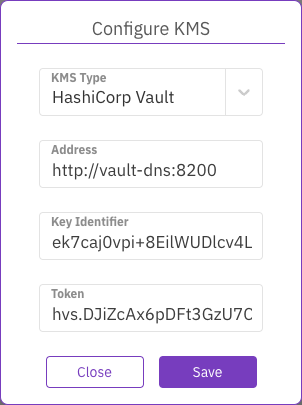 Configure KMS
KMS Type
HashiCorp Vault
Address
http://vault-dns:8200
Key Identifier
ek7caj0vpi+8EilWUDlcv4L
Token
hvs.DJiZcAx6pDFt3GzU7C
Close
Save